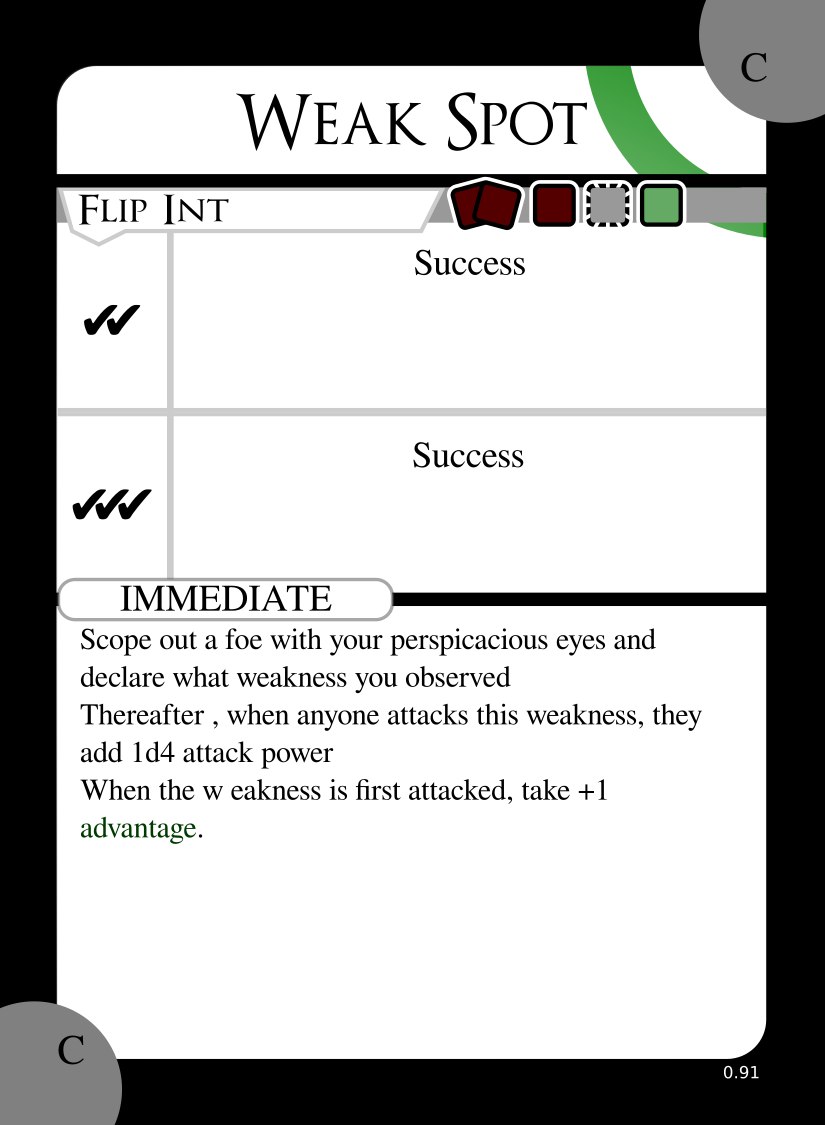 C
Weak Spot
Flip Int
Success
✔✔
Success
✔✔✔
IMMEDIATE
Scope out a foe with your perspicacious eyes and
declare what weakness you observed
Thereafter , when anyone attacks this weakness, they
add 1d4 attack power
When the w eakness is first attacked, take +1
advantage.
C
0.91